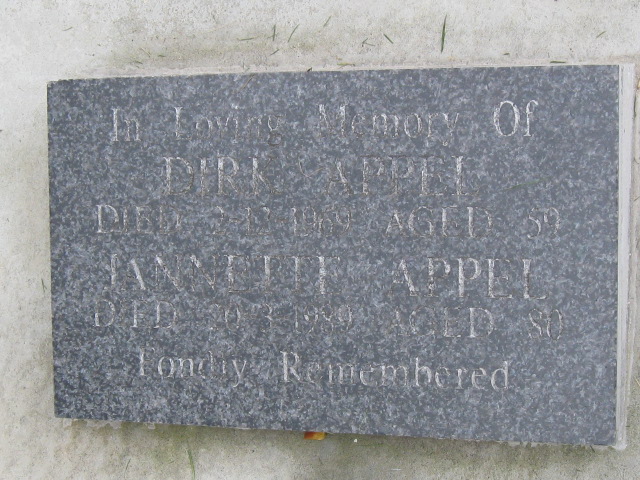 In Loving Memory Of
DIRK APPEL
DIED 2-12-1969 AGED 59
JANNETTE APPEL
DIED 20-3-1989 AGED 80
Fondly Remembered